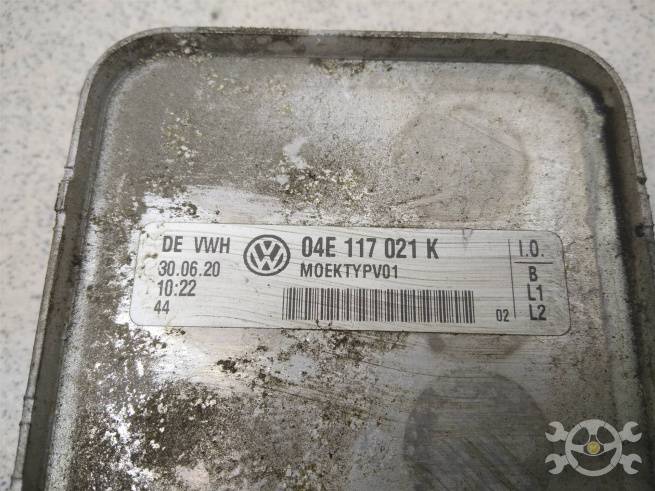 DE VWH 04E 117 021 K I.O.
30.06.20 MOEKTYPV01 B
10:22 L1
44 02 L2